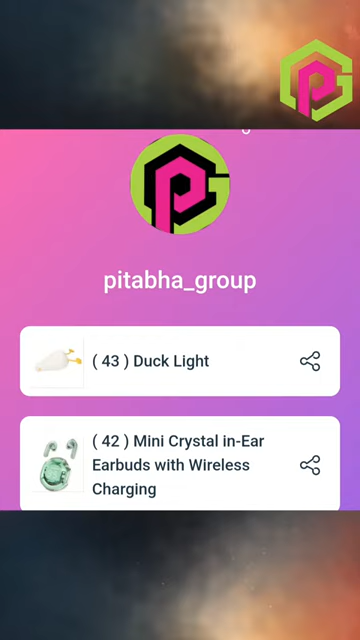 pitabha_group
( 43 ) Duck Light
( 42 ) Mini Crystal in-Ear
Earbuds with Wireless
Charging